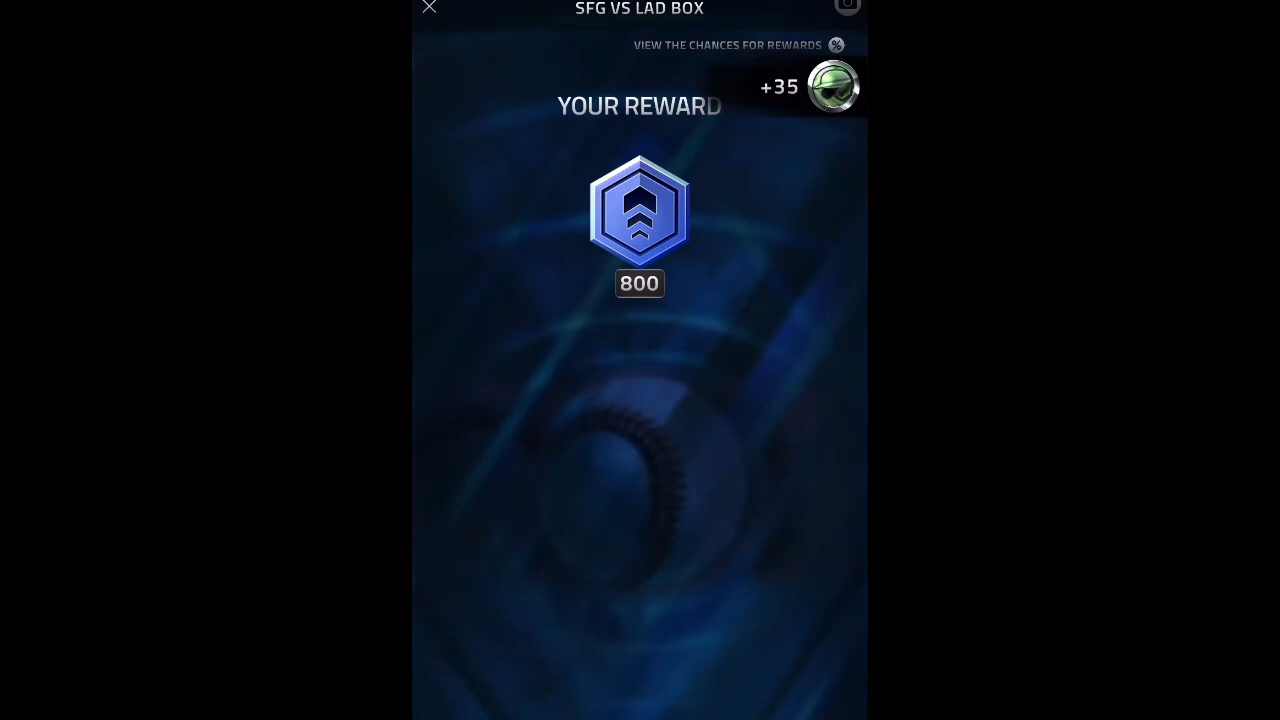 SFG VS LAD BOX
VIEW THE CHANCES FOR REWARDS %
+35
YOUR REWARD
800